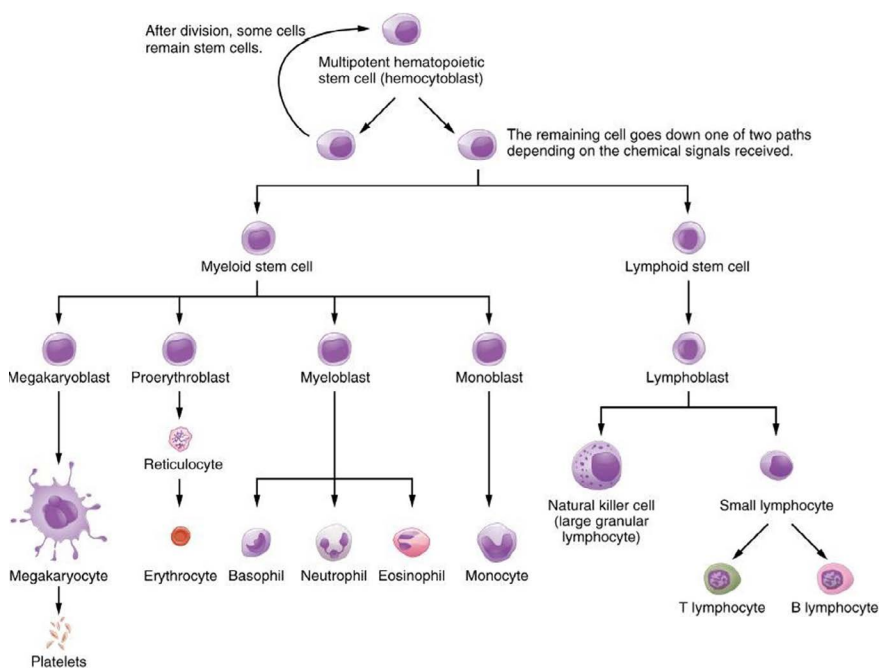 After division, some cells
remain stem cells.
Multipotent hematopoietic
stem cell (hemocytoblast)
The remaining cell goes down one of two paths
depending on the chemical signals received.
Myeloid stem cell
Lymphoid stem cell
Megakaryoblast
Proerythroblast
Myeloblast
Monoblast
Lymphoblast
Reticulocyte
Natural killer cell
(large granular
lymphocyte)
Small lymphocyte
Megakaryocyte
Erythrocyte
Basophil
Neutrophil
Eosinophil
Monocyte
T lymphocyte
B lymphocyte
Platelets